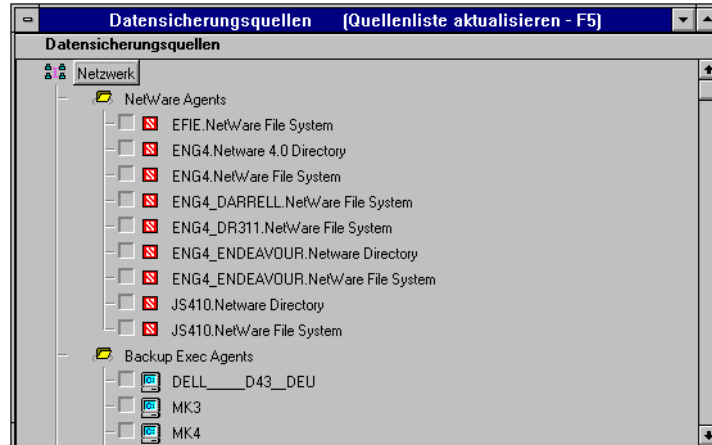 Datensicherungsquellen (Quellenliste aktualisieren - F5)
Datensicherungsquellen
Netzwerk
NetWare Agents
EFIE.NetWare File System
ENG4.Netware 4.0 Directory
ENG4.NetWare File System
ENG4_DARRELL.NetWare File System
ENG4_DR311.NetWare File System
ENG4_ENDEAVOUR.Netware Directory
ENG4_ENDEAVOUR.NetWare File System
JS410.Netware Directory
JS410.NetWare File System
Backup Exec Agents
DELL_____D43__DEU
MK3
MK4